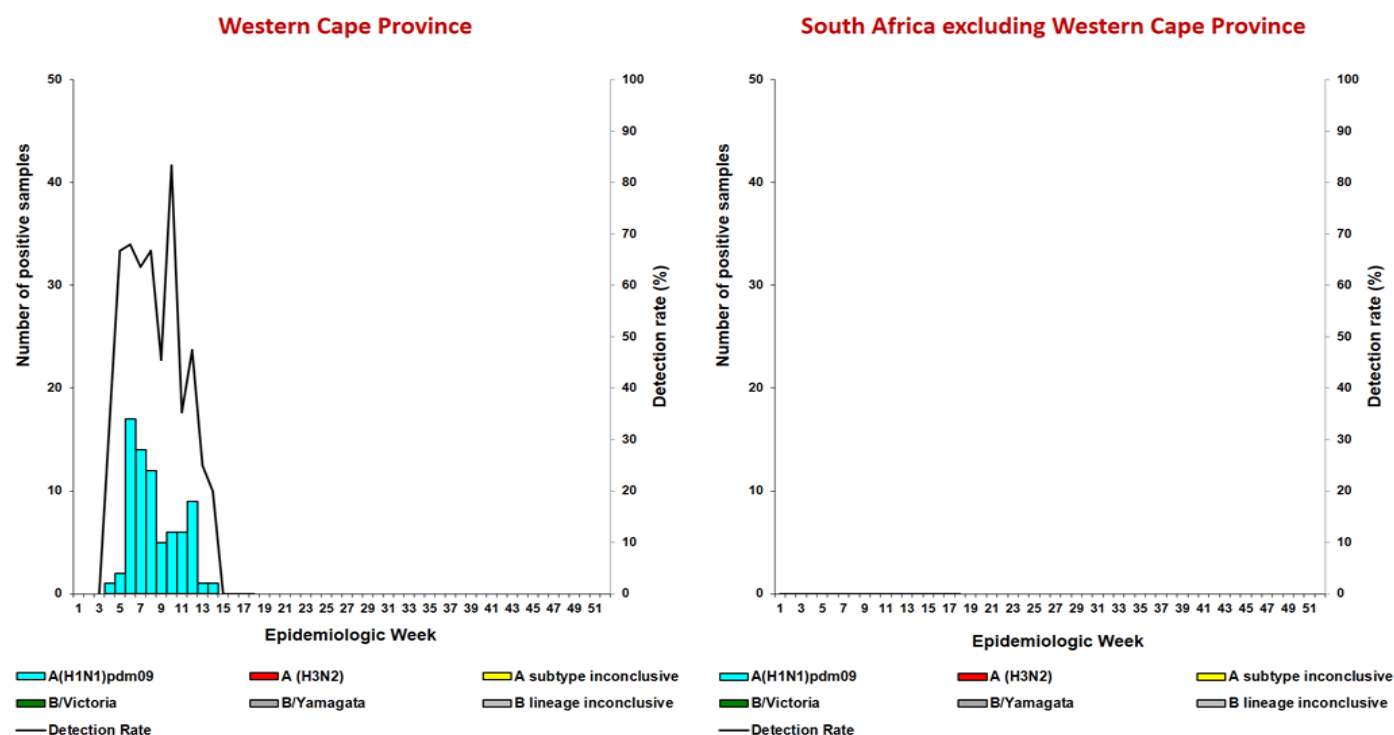 Western Cape Province
Number of positive samples
50
40
30
20
10
0
100
90
80
70
60
50
40
30
20
10
0
Detection rate (%)
1 3 5 7 9 11 13 15 17 19 21 23 25 27 29 31 33 35 37 39 41 43 45 47 49 51
Epidemiologic Week
A(H1N1)pdm09 A (H3N2) A subtype inconclusive
B/Victoria B/Yamagata B lineage inconclusive
Detection Rate
South Africa excluding Western Cape Province
Number of positive samples
50
40
30
20
10
0
100
90
80
70
60
50
40
30
20
10
0
Detection rate (%)
1 3 5 7 9 11 13 15 17 19 21 23 25 27 29 31 33 35 37 39 41 43 45 47 49 51
Epidemiologic Week
A(H1N1)pdm09 A (H3N2) A subtype inconclusive
B/Victoria B/Yamagata B lineage inconclusive
Detection Rate